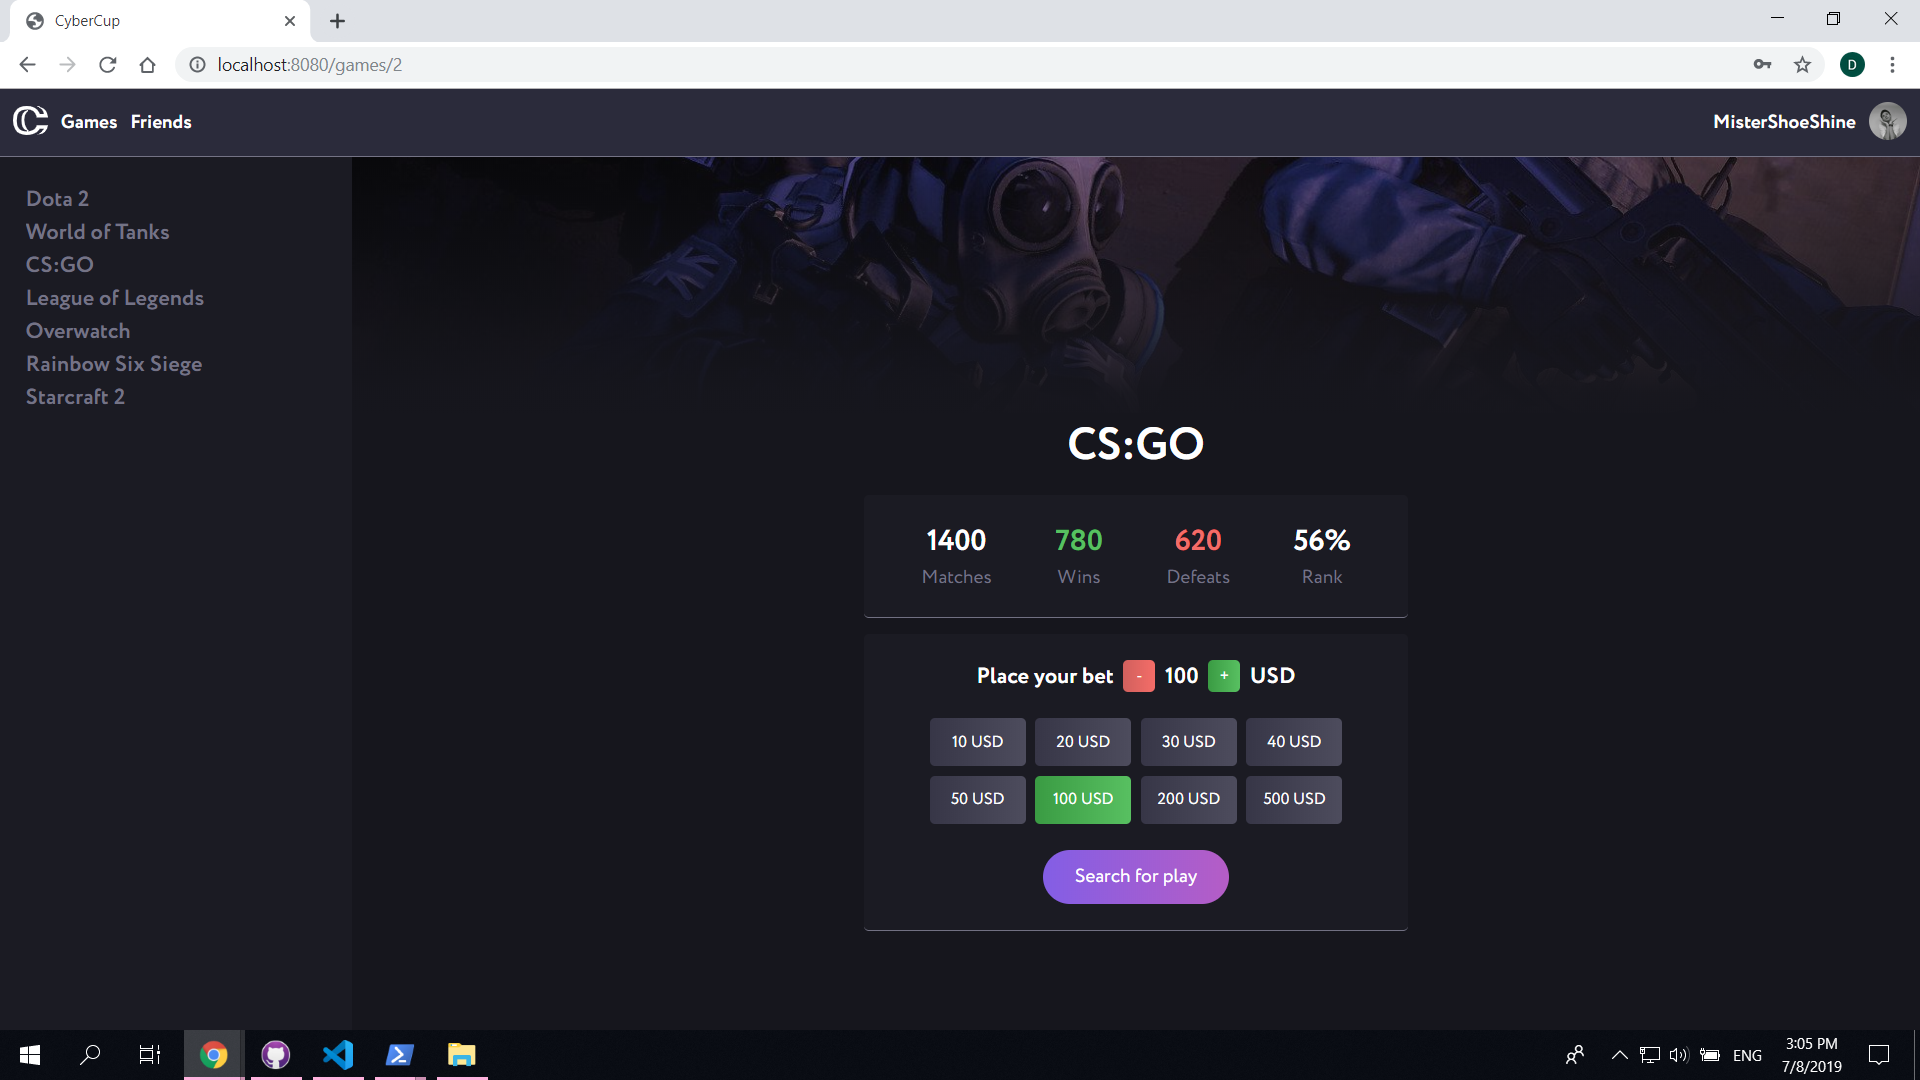 CyberCup
localhost:8080/games/2
D
Games Friends
MisterShoeShine
Dota 2
World of Tanks
CS:GO
League of Legends
Overwatch
Rainbow Six Siege
Starcraft 2
CS:GO
1400 780 620 56%
Matches Wins Defeats Rank
Place your bet - 100 + USD
10 USD 20 USD 30 USD 40 USD
50 USD 100 USD 200 USD 500 USD
Search for play
ENG
3:05 PM
7/8/2019